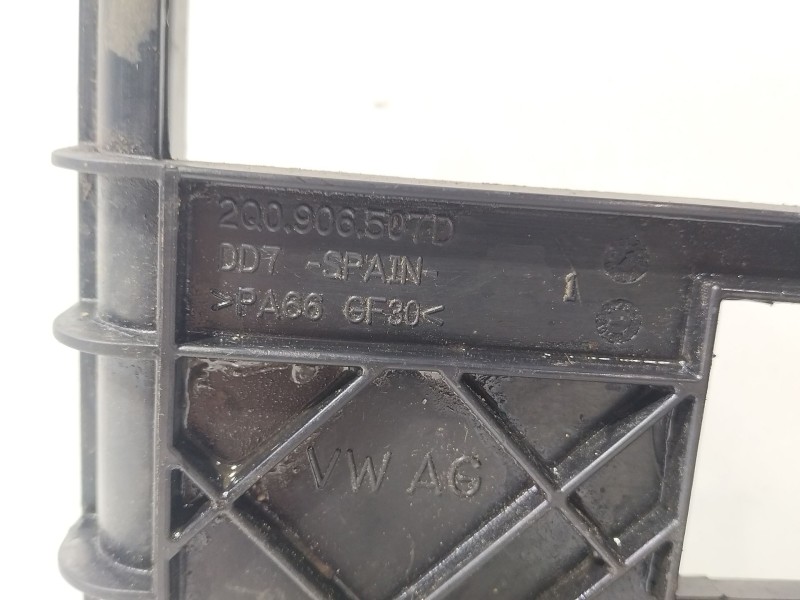 2Q0.906.507D
DD7 -SPAIN-
1
>PA66 GF30<
VW AG